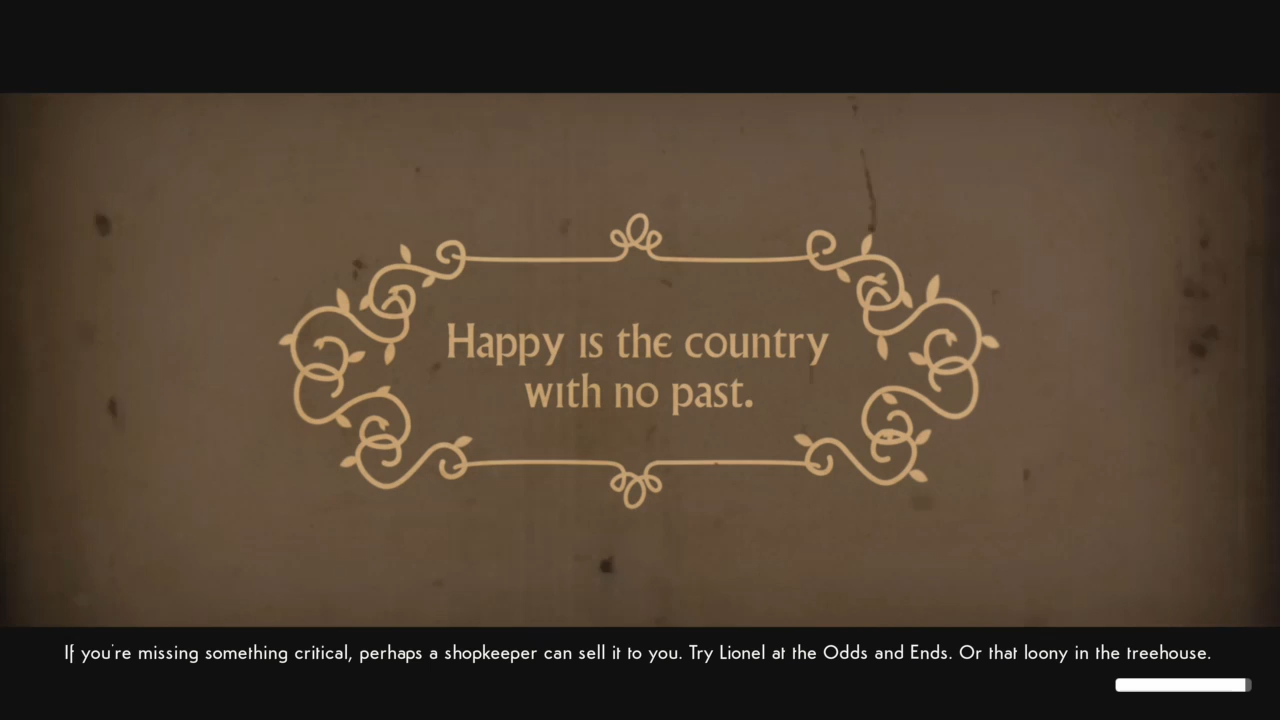 Happy is the country
with no past.
If you're missing something critical, perhaps a shopkeeper can sell it to you. Try Lionel at the Odds and Ends. Or that loony in the treehouse.